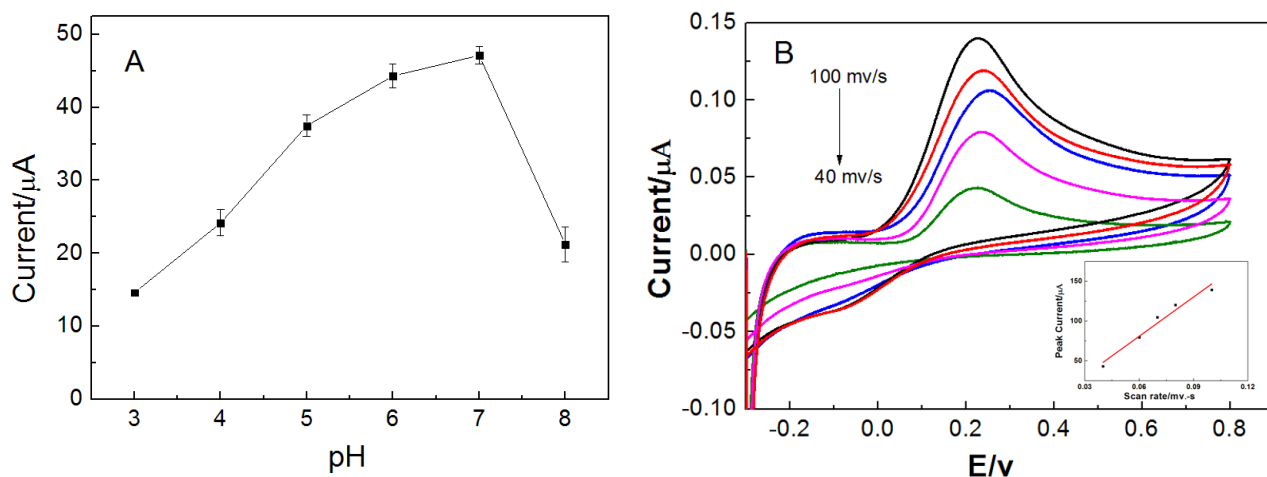 A
Current/μA
50
40
30
20
10
0
3 4 5 6 7 8
pH
B
Current/μA
0.15
0.10
0.05
0.00
-0.05
-0.10
100 mv/s
40 mv/s
-0.2 0.0 0.2 0.4 0.6 0.8
E/v
Peak Current/μA
150
100
50
0.03 0.06 0.09 0.12
Scan rate/mv.-s